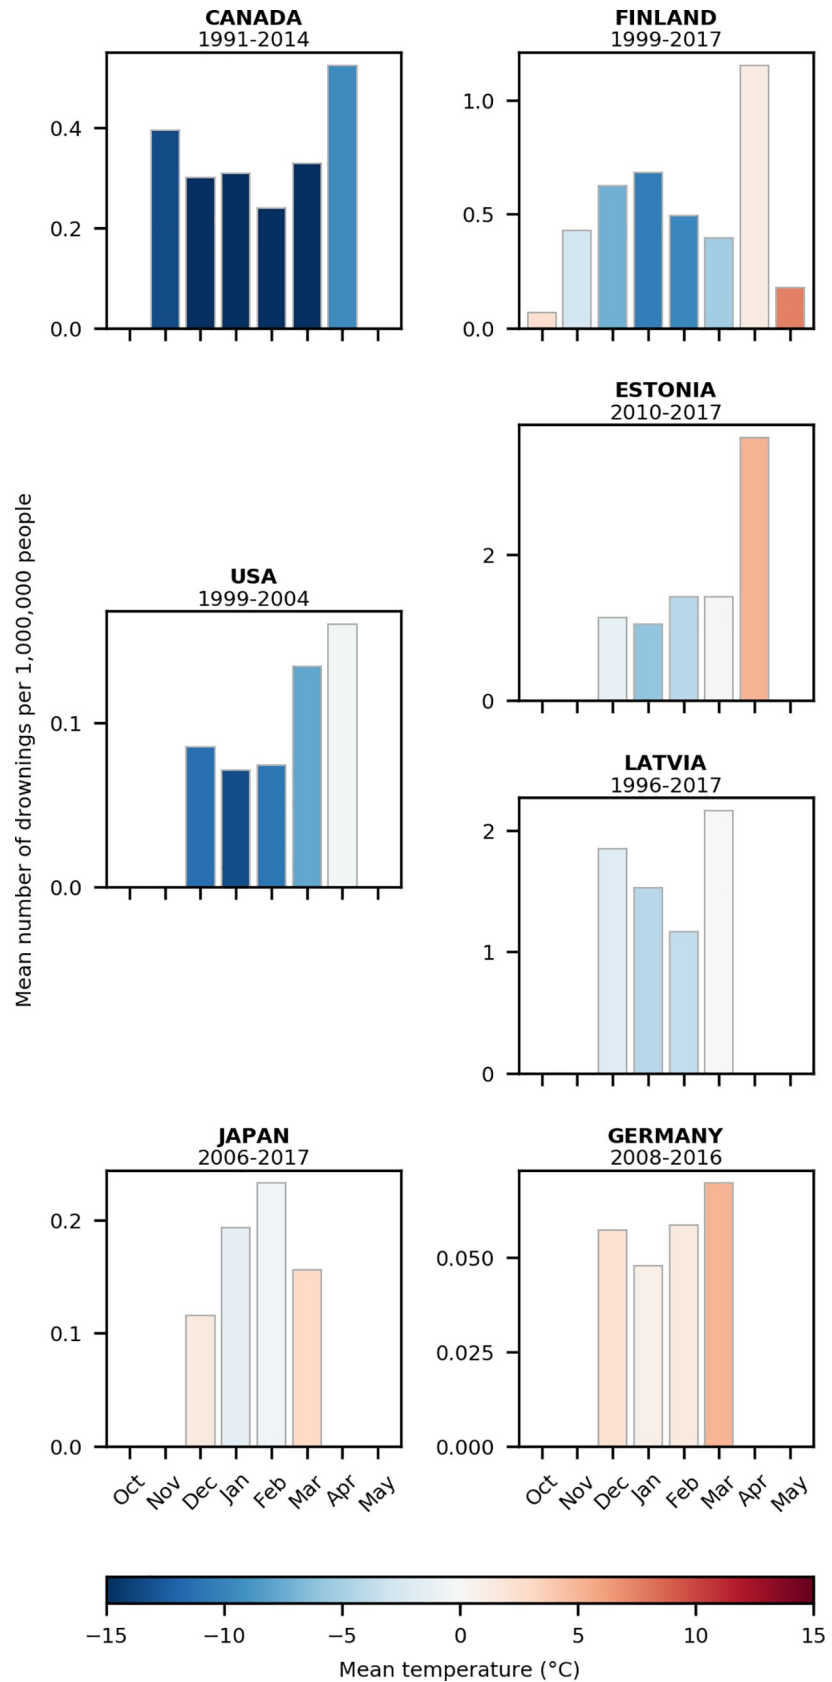 CANADA
1991-2014
0.4
0.2
0.0
FINLAND
1999-2017
1.0
0.5
0.0
ESTONIA
2010-2017
2
0
Mean number of drownings per 1,000,000 people
USA
1999-2004
0.1
0.0
LATVIA
1996-2017
2
1
0
JAPAN
2006-2017
0.2
0.1
0.0
Oct Nov Dec Jan Feb Mar Apr May
GERMANY
2008-2016
0.050
0.025
0.000
Oct Nov Dec Jan Feb Mar Apr May
−15 −10 −5 0 5 10 15
Mean temperature (°C)